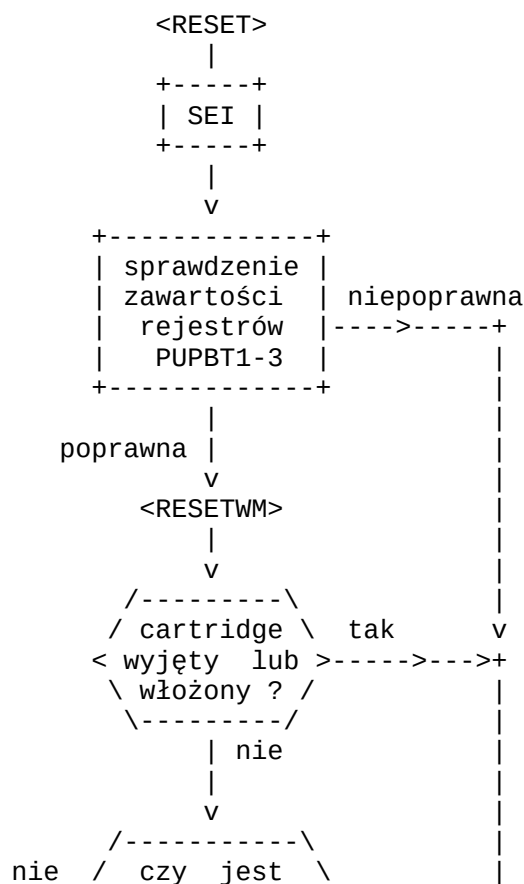 <RESET>
|
+-----+
| SEI |
+-----+
|
v
+-------------+
| sprawdzenie |
| zawartości | niepoprawna
| rejestrów |---->-----+
| PUPBT1-3 | |
+-------------+ |
| |
poprawna | |
v |
<RESETWM> |
| |
v |
/---------\ |
/ cartridge \ tak v
< wyjęty lub >----->--->+
\ włożony ? / |
\---------/ |
| nie |
| |
v |
/-----------\ |
nie / czy jest \ |